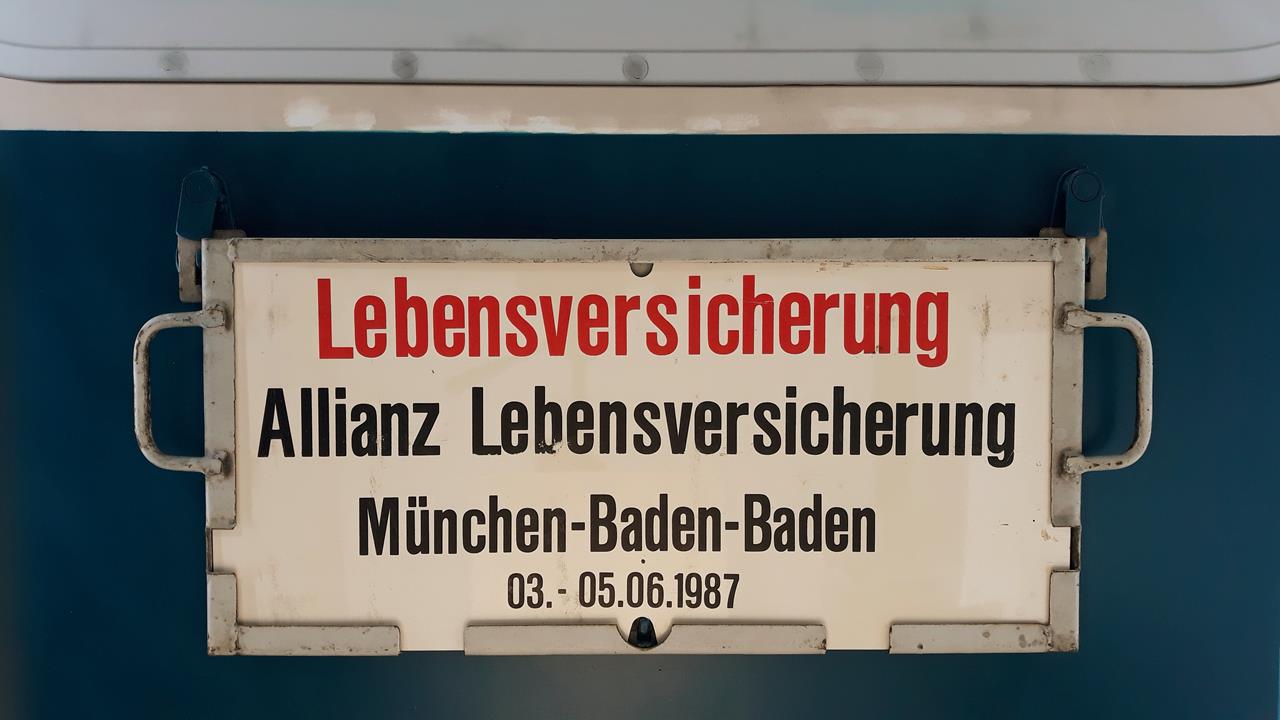 Lebensversicherung
Allianz Lebensversicherung
München-Baden-Baden
03.- 05.06.1987